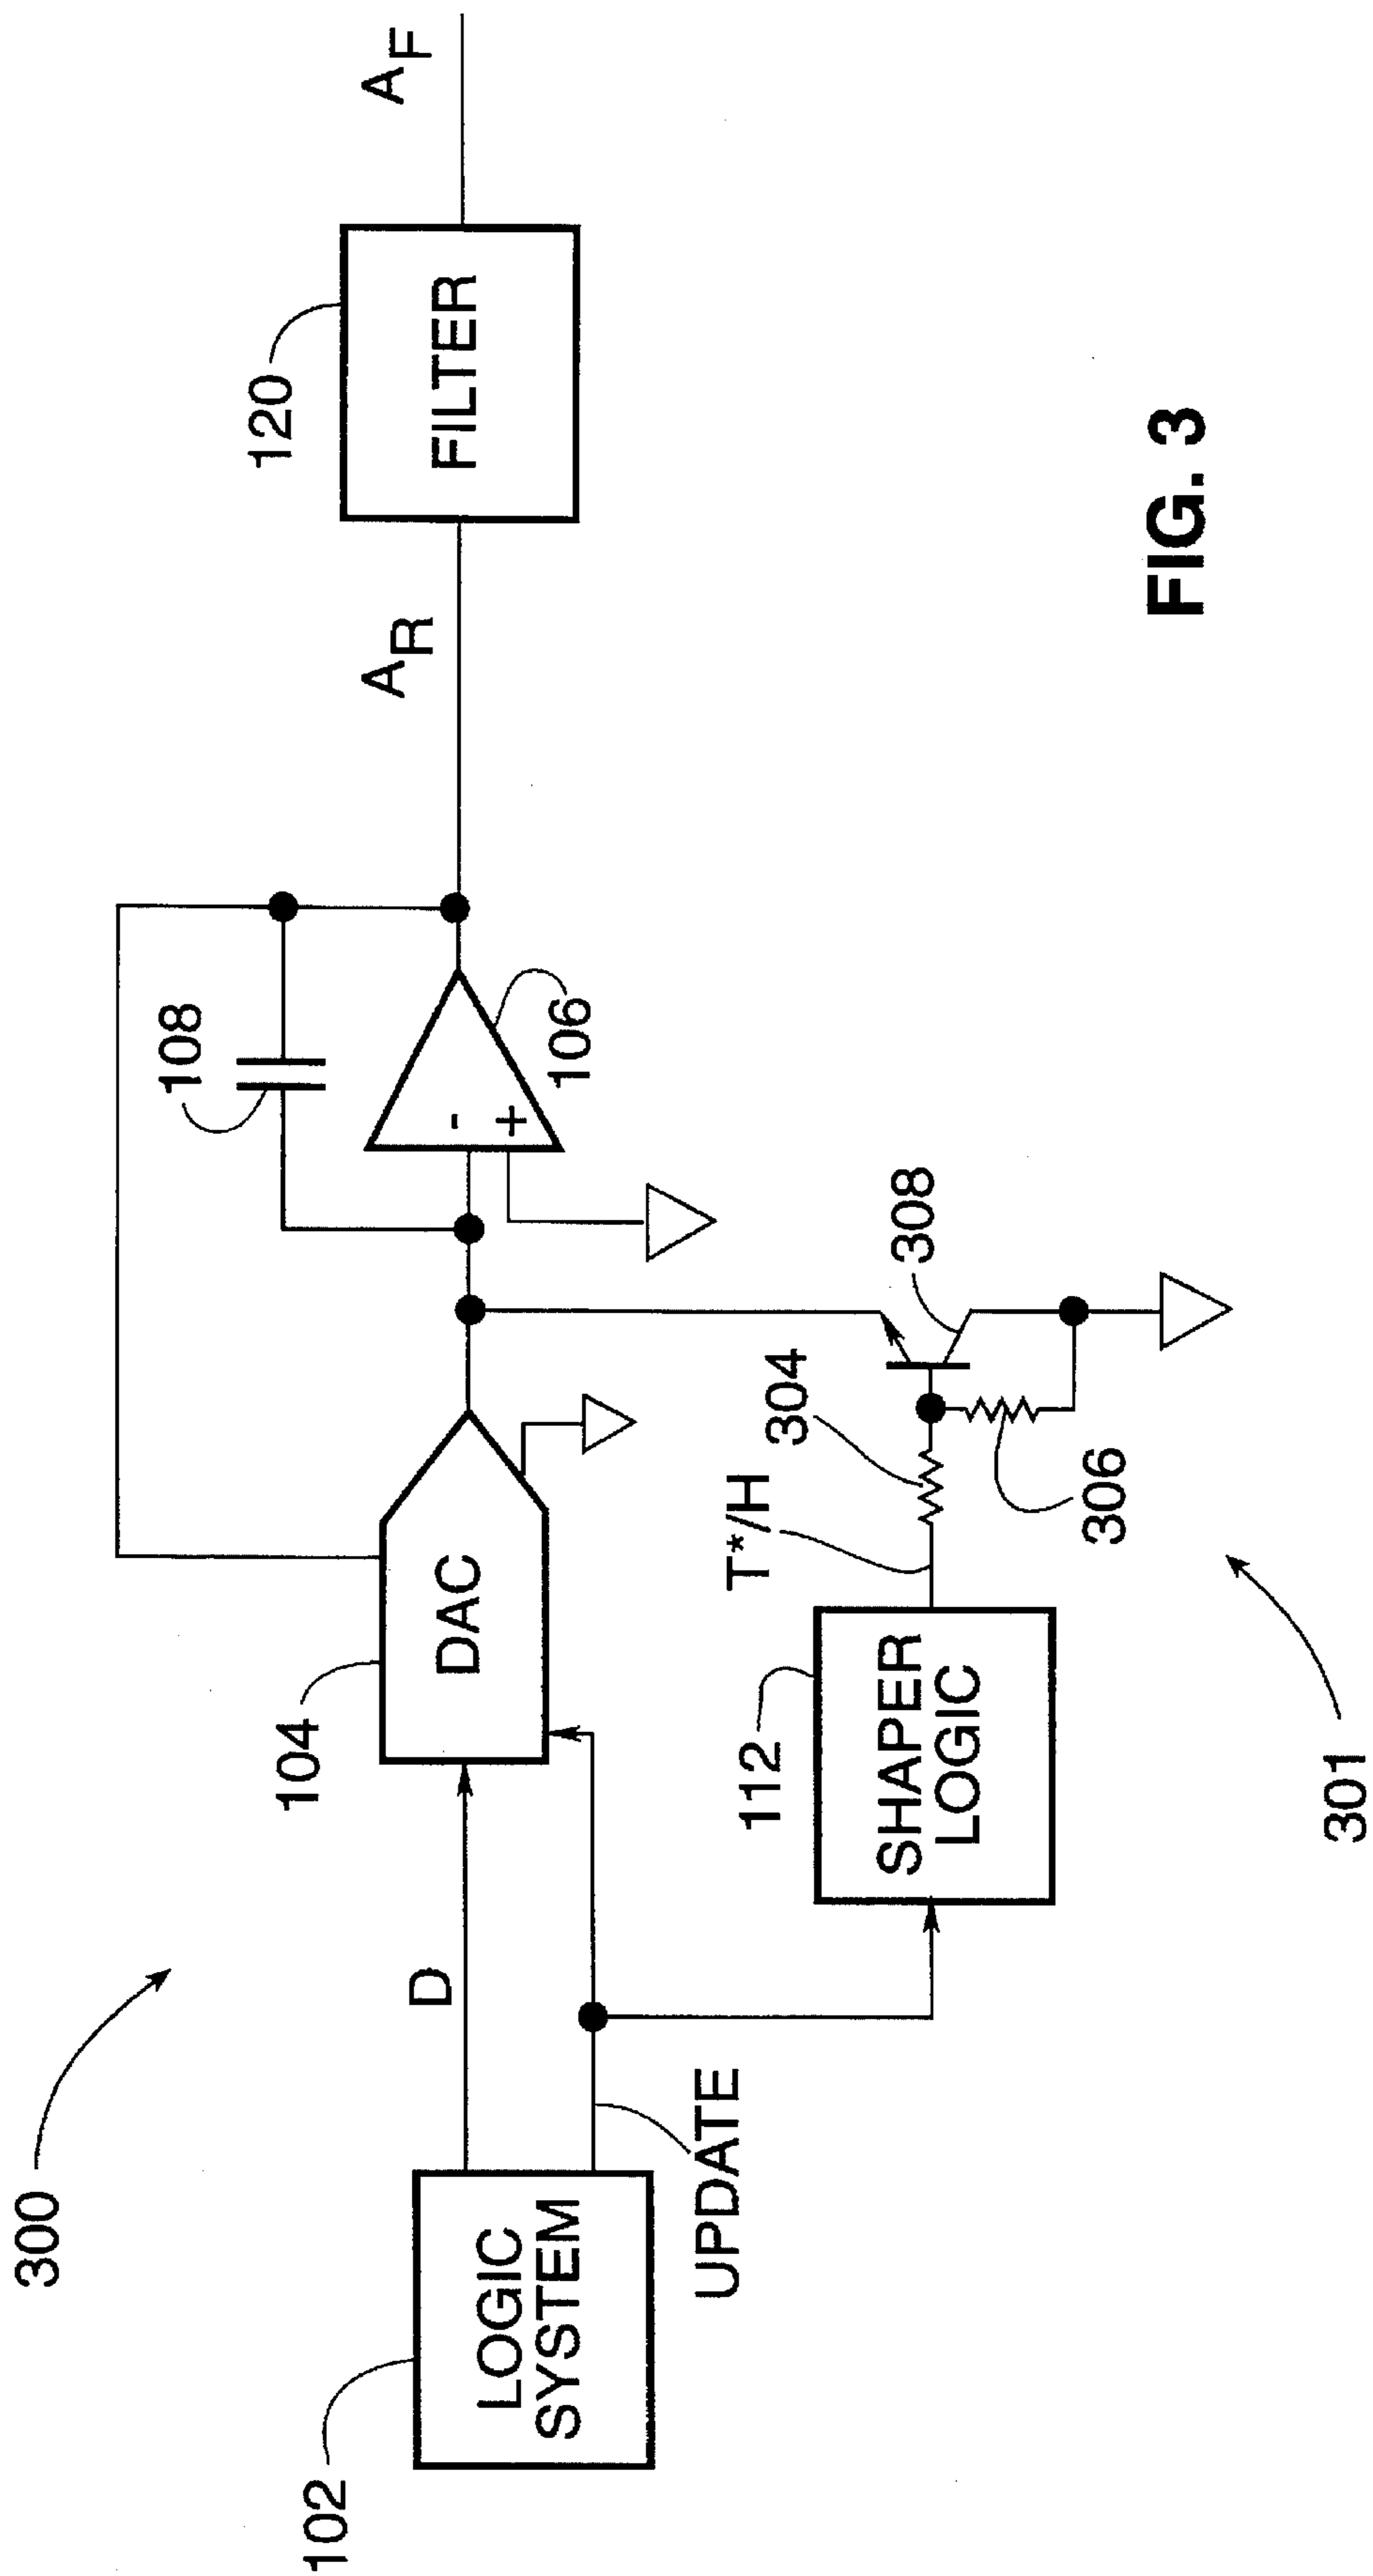 300
102
LOGIC
SYSTEM
D
UPDATE
104
DAC
112
SHAPER
LOGIC
T*/H
304
306
308
301
108
-
+
106
A_R
120
FILTER
A_F
FIG. 3